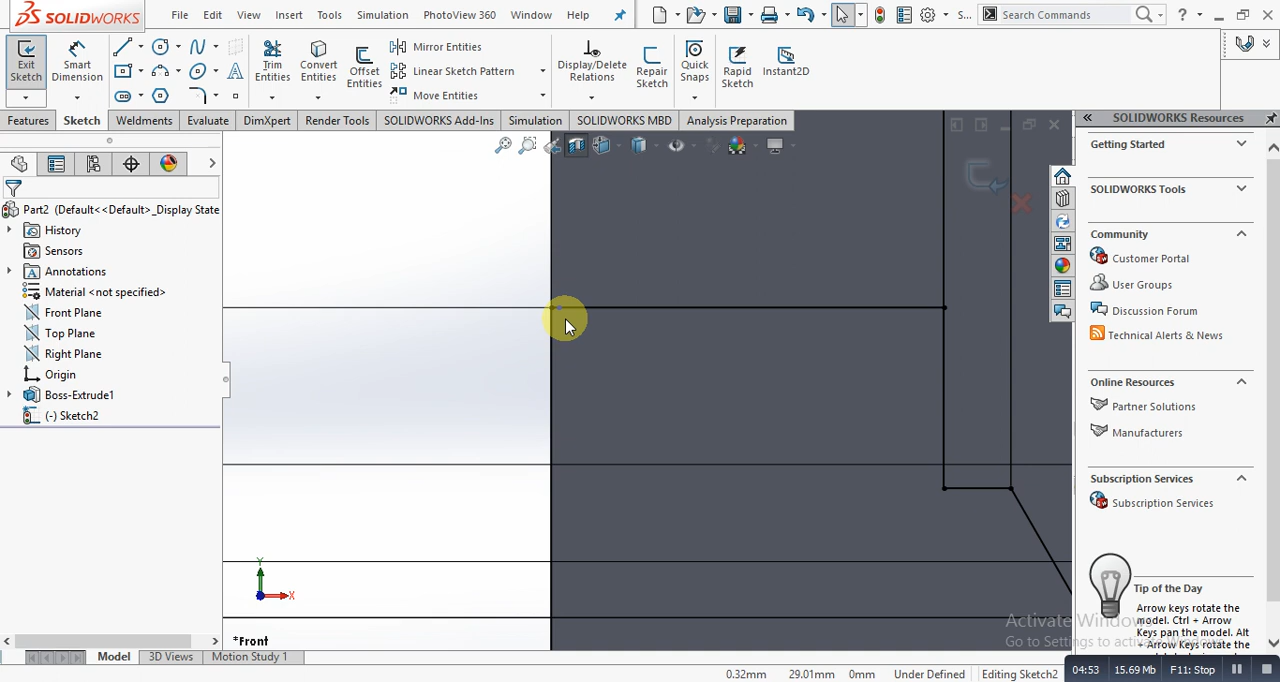 SOLIDWORKS
File Edit View Insert Tools Simulation PhotoView 360 Window Help
S...
Search Commands
?
Exit Sketch
Smart Dimension
Trim Entities
Convert Entities
Offset Entities
Mirror Entities
Linear Sketch Pattern
Move Entities
Display/Delete Relations
Repair Sketch
Quick Snaps
Rapid Sketch
Instant2D
Features Sketch Weldments Evaluate DimXpert Render Tools SOLIDWORKS Add-Ins Simulation SOLIDWORKS MBD Analysis Preparation
Part2 (Default<<Default>_Display State
History
Sensors
Annotations
Material <not specified>
Front Plane
Top Plane
Right Plane
Origin
Boss-Extrude1
(-) Sketch2
Y
X
*Front
SOLIDWORKS Resources
Getting Started
SOLIDWORKS Tools
Community
Customer Portal
User Groups
Discussion Forum
Technical Alerts & News
Online Resources
Partner Solutions
Manufacturers
Subscription Services
Subscription Services
Tip of the Day
Arrow keys rotate the
model. Ctrl + Arrow
Keys pan the model. Alt
+ Arrow Keys rotate the
Activate Windows
Go to Settings to activate Windows.
Model 3D Views Motion Study 1
0.32mm 29.01mm 0mm Under Defined Editing Sketch2
04:53 15.69 Mb F11: Stop